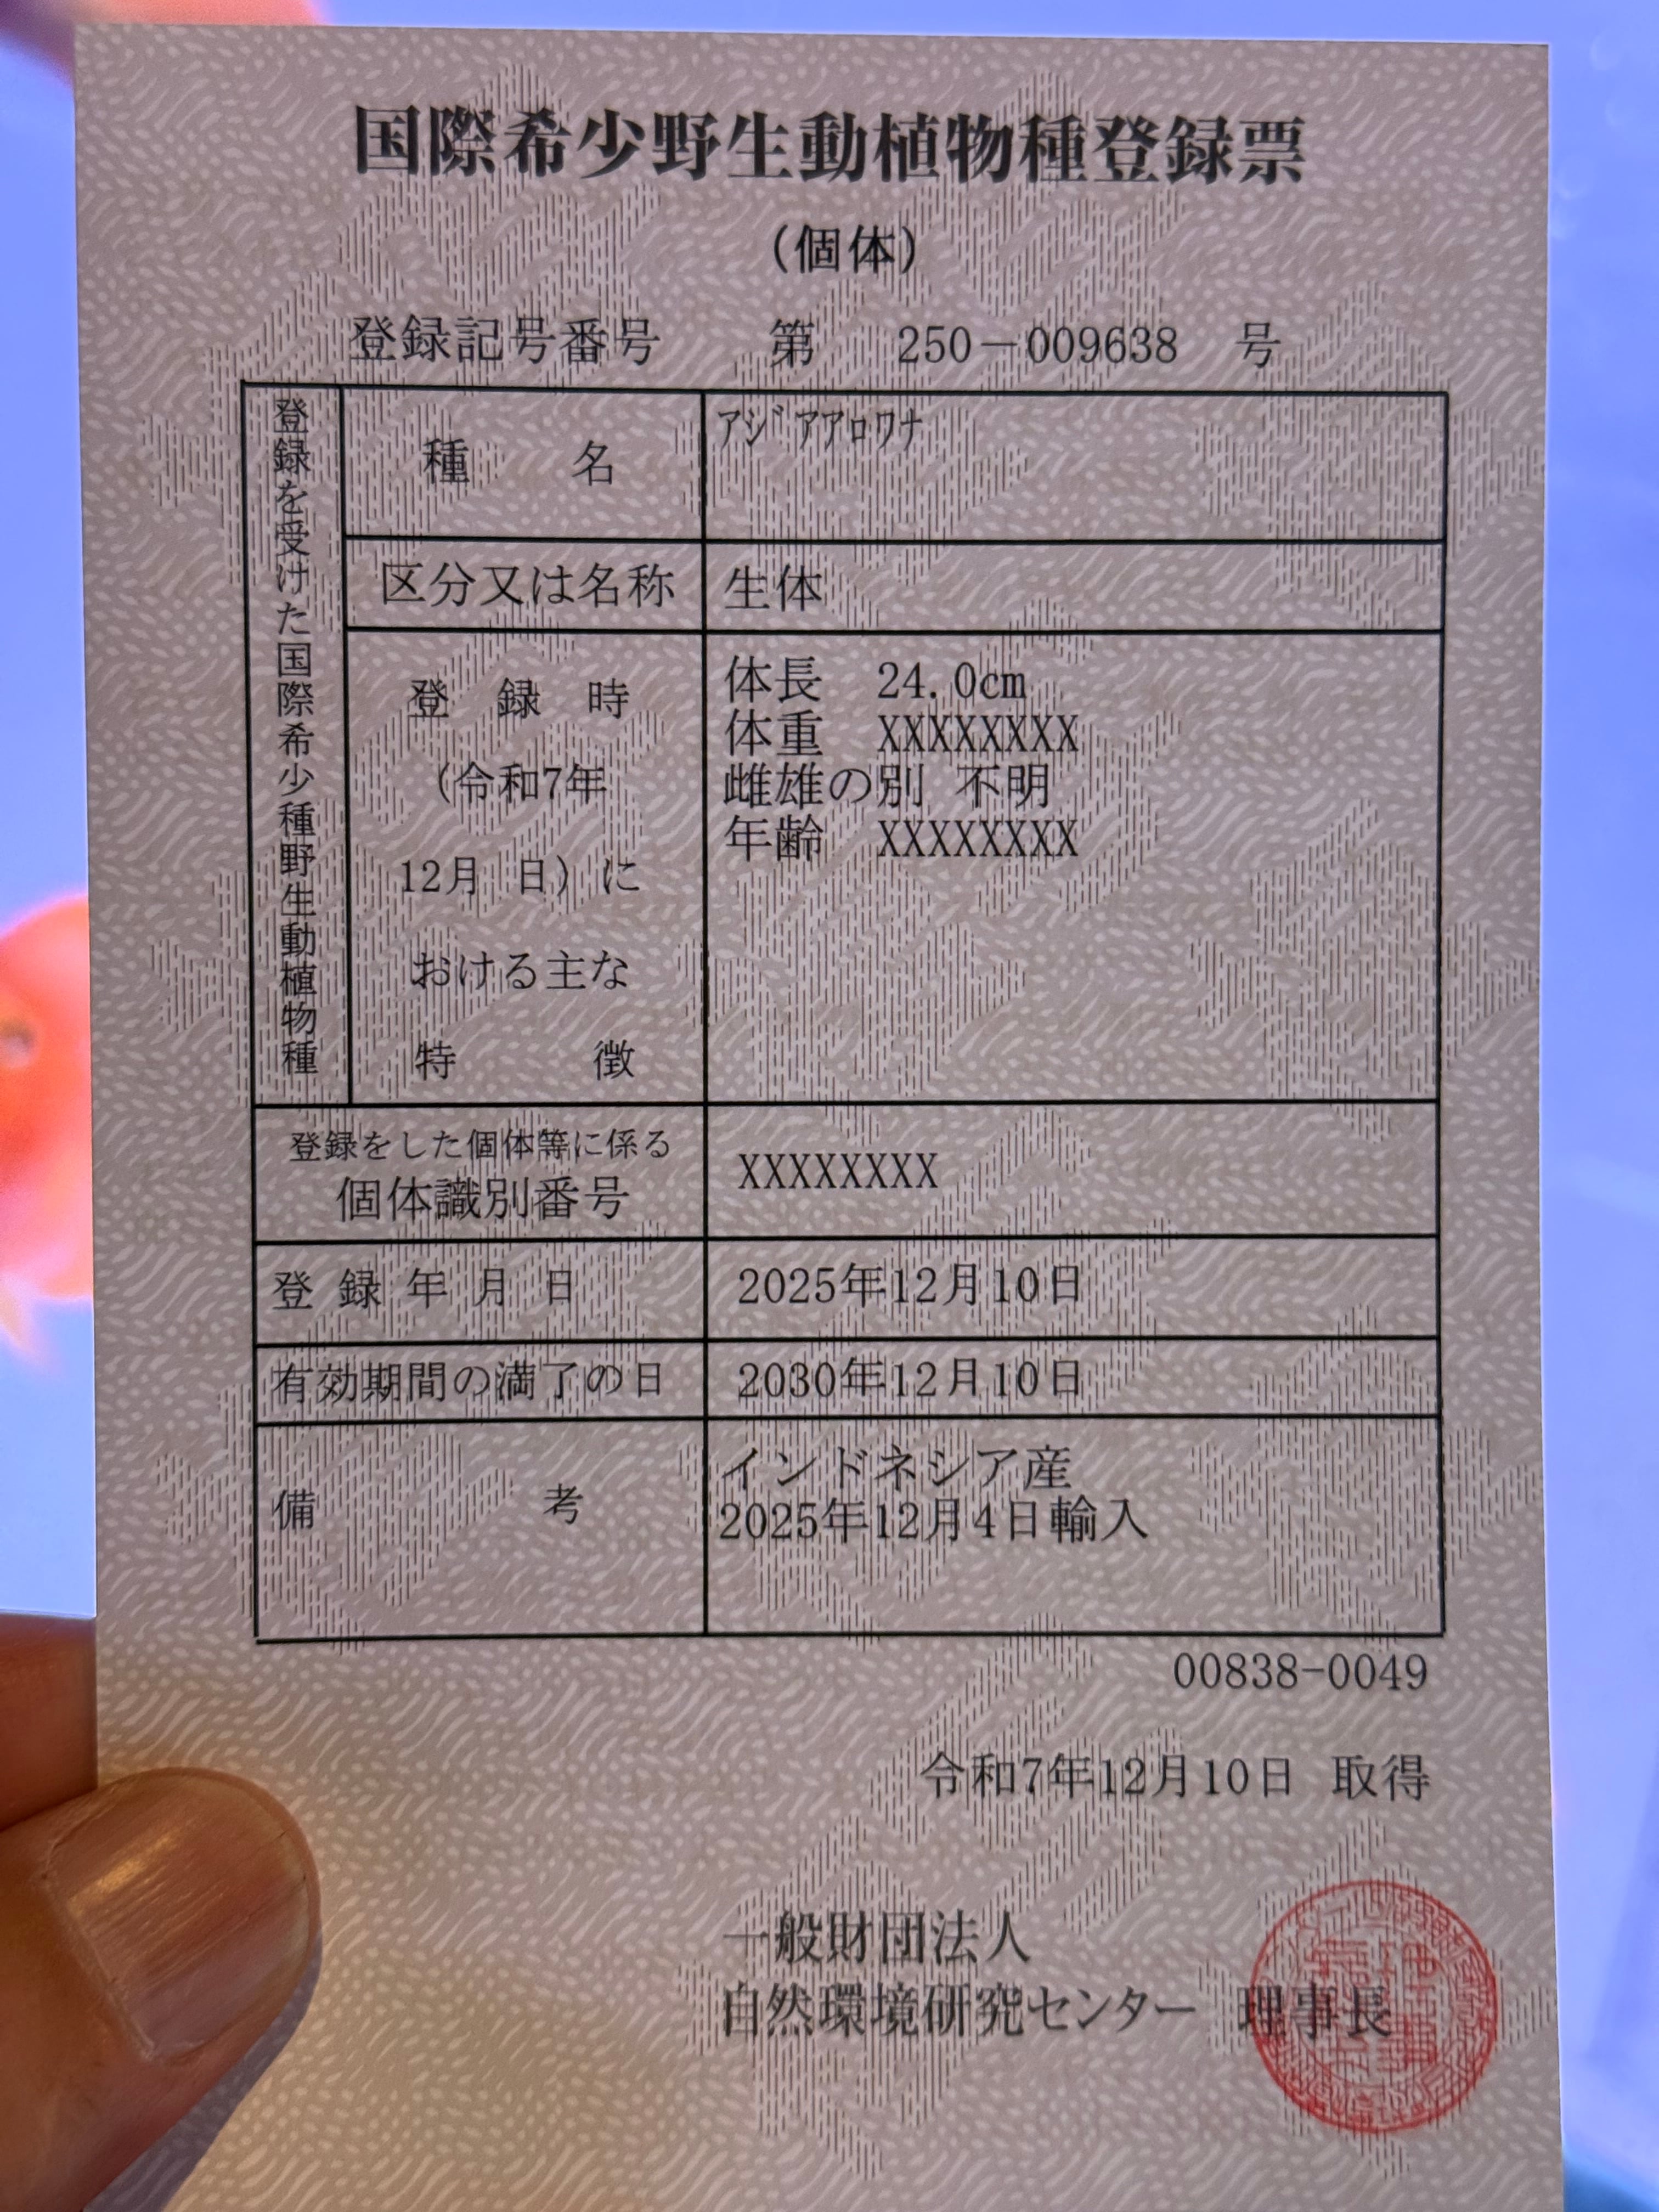 国際希少野生動植物種登録票
(個体)
登録記号番号 第 250-009638 号
登録を受けた国際希少種野生動植物種
種 名
ｱｼﾞｱｱﾛﾜﾅ
区分又は名称
生体
登 録 時
(令和7年
12月 日) に
おける主な
特 徴
体長 24.0cm
体重 XXXXXXXX
雌雄の別 不明
年齢 XXXXXXXX
登録をした個体等に係る
個体識別番号
XXXXXXXX
登 録 年 月 日
2025年12月10日
有効期間の満了の日
2030年12月10日
備 考
インドネシア産
2025年12月4日輸入
00838-0049
令和7年12月10日 取得
一般財団法人
自然環境研究センター 理事長